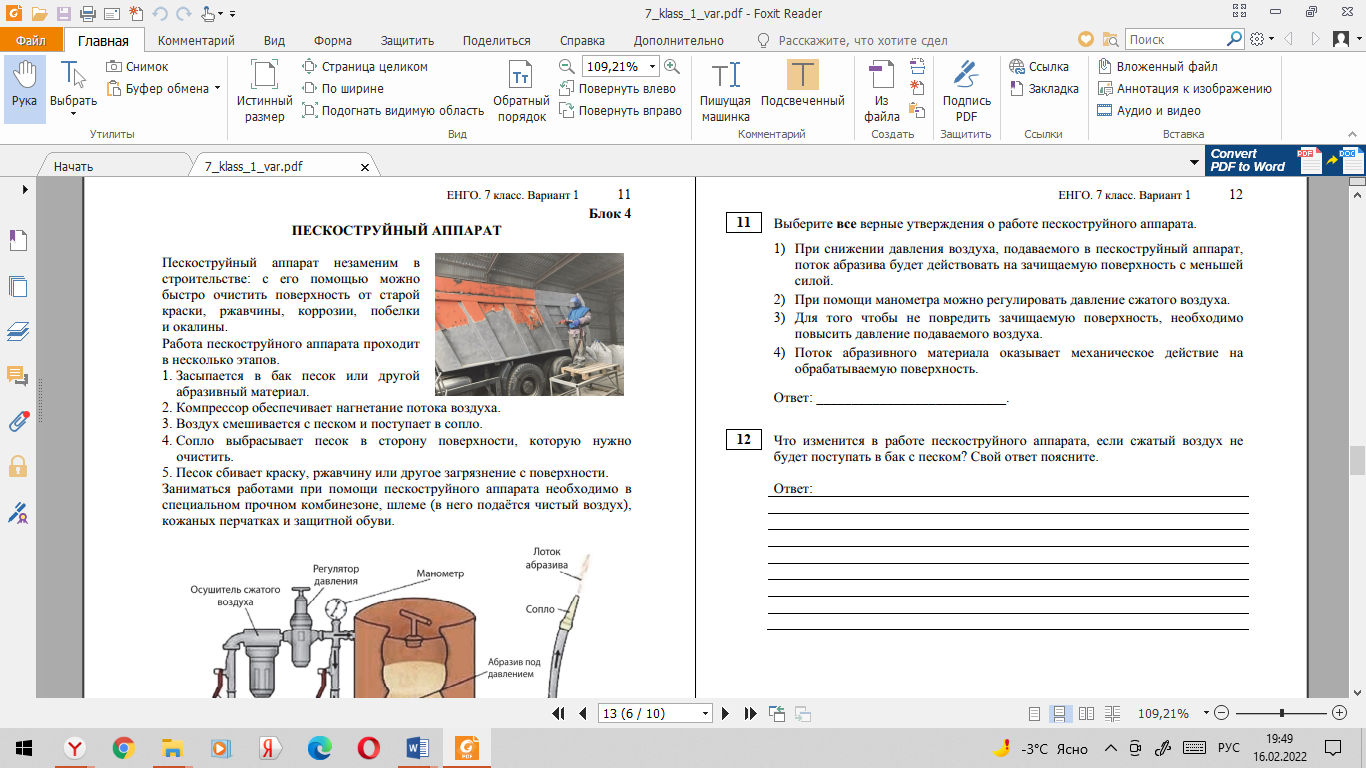 7_klass_1_var.pdf - Foxit Reader
Файл
Главная
Комментарий
Вид
Форма
Защитить
Поделиться
Справка
Дополнительно
Расскажите, что хотите сдел
Поиск
Рука
Выбрать
Снимок
Буфер обмена
Утилиты
Истинный
размер
Страница целиком
По ширине
Подогнать видимую область
Обратный
порядок
109,21%
Повернуть влево
Повернуть вправо
Вид
Пишущая
машинка
Подсвеченный
Комментарий
Из
файла
Создать
Подпись
PDF
Защитить
Ссылка
Закладка
Ссылки
Вложенный файл
Аннотация к изображению
Аудио и видео
Вставка
Начать
7_klass_1_var.pdf
Convert
PDF to Word
PDF
DOC
ЕНГО. 7 класс. Вариант 1 11
Блок 4
ПЕСКОСТРУЙНЫЙ АППАРАТ
Пескоструйный аппарат незаменим в
строительстве: с его помощью можно
быстро очистить поверхность от старой
краски, ржавчины, коррозии, побелки
и окалины.
Работа пескоструйного аппарата проходит
в несколько этапов.
1. Засыпается в бак песок или другой
абразивный материал.
2. Компрессор обеспечивает нагнетание потока воздуха.
3. Воздух смешивается с песком и поступает в сопло.
4. Сопло выбрасывает песок в сторону поверхности, которую нужно
очистить.
5. Песок сбивает краску, ржавчину или другое загрязнение с поверхности.
Заниматься работами при помощи пескоструйного аппарата необходимо в
специальном прочном комбинезоне, шлеме (в него подаётся чистый воздух),
кожаных перчатках и защитной обуви.
Лоток
абразива
Регулятор
давления
Манометр
Осушитель сжатого
воздуха
Сопло
Абразив под
давлением
ЕНГО. 7 класс. Вариант 1 12
11 Выберите все верные утверждения о работе пескоструйного аппарата.
1) При снижении давления воздуха, подаваемого в пескоструйный аппарат,
поток абразива будет действовать на зачищаемую поверхность с меньшей
силой.
2) При помощи манометра можно регулировать давление сжатого воздуха.
3) Для того чтобы не повредить зачищаемую поверхность, необходимо
повысить давление подаваемого воздуха.
4) Поток абразивного материала оказывает механическое действие на
обрабатываемую поверхность.
Ответ: ___________________________.
12 Что изменится в работе пескоструйного аппарата, если сжатый воздух не
будет поступать в бак с песком? Свой ответ поясните.
Ответ:
13 (6 / 10)
109,21%
-3°C Ясно
РУС
19:49
16.02.2022